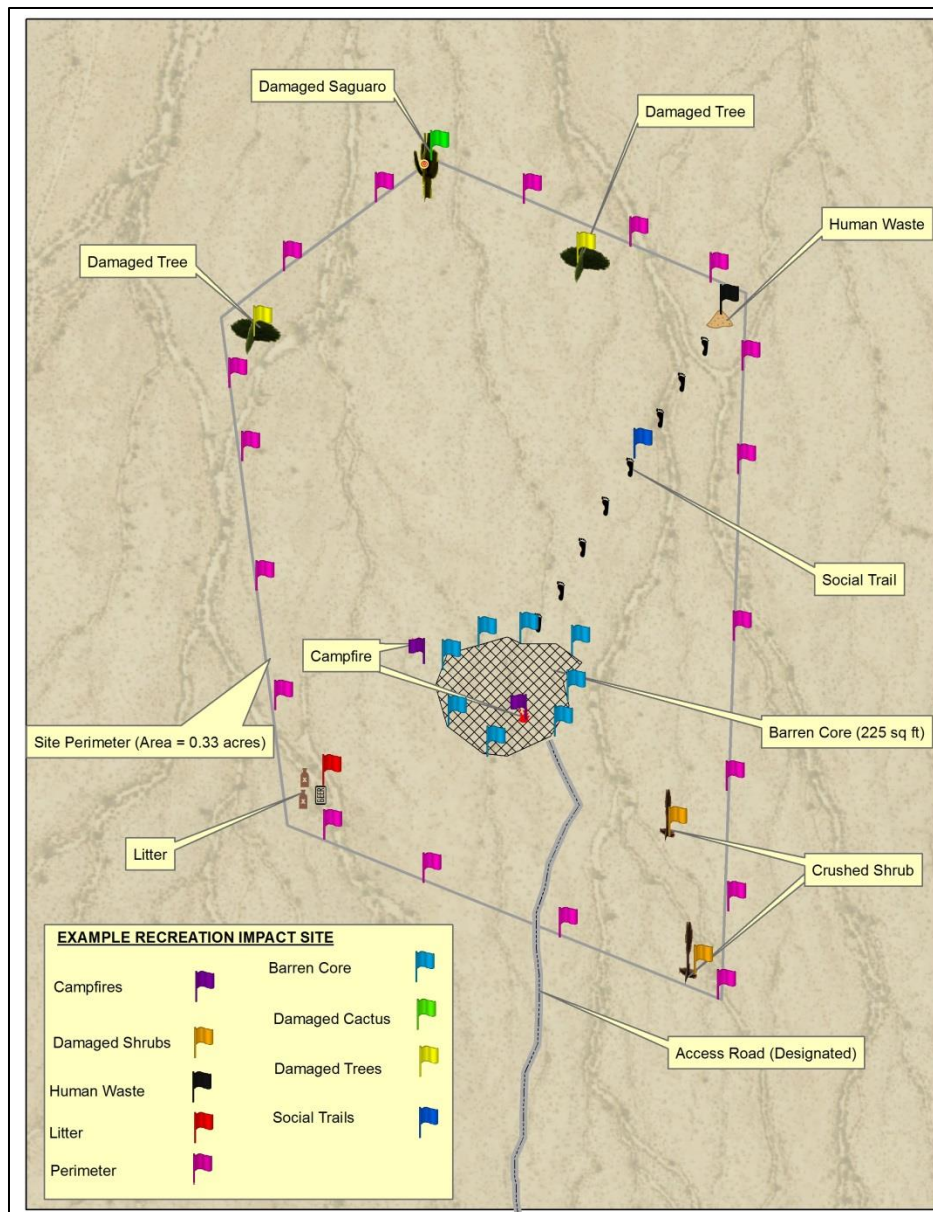 Damaged Saguaro
Damaged Tree
Human Waste
Damaged Tree
Social Trail
Campfire
Site Perimeter (Area = 0.33 acres)
Barren Core (225 sq ft)
BEER
Litter
Crushed Shrub
Access Road (Designated)
EXAMPLE RECREATION IMPACT SITE
Campfires
Damaged Shrubs
Human Waste
Litter
Perimeter
Barren Core
Damaged Cactus
Damaged Trees
Social Trails